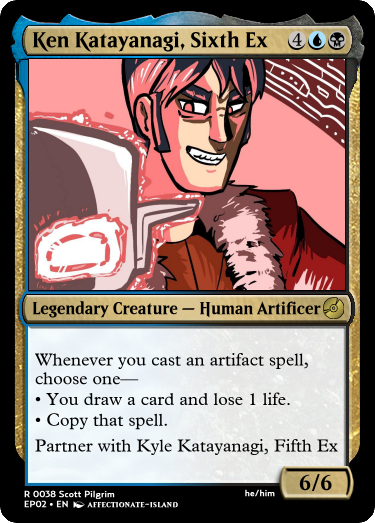 Ken Katayanagi, Sixth Ex 4
Legendary Creature — Human Artificer
Whenever you cast an artifact spell,
choose one—
• You draw a card and lose 1 life.
• Copy that spell.
Partner with Kyle Katayanagi, Fifth Ex
6/6
R 0038 Scott Pilgrim he/him
EP02 • EN AFFECTIONATE-ISLAND